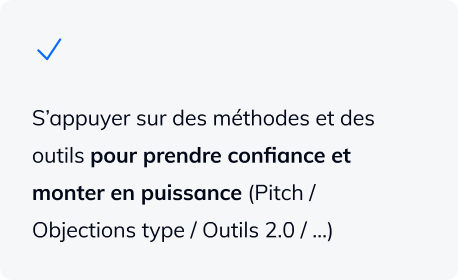 S’appuyer sur des méthodes et des
outils pour prendre confiance et
monter en puissance (Pitch /
Objections type / Outils 2.0 / ...)